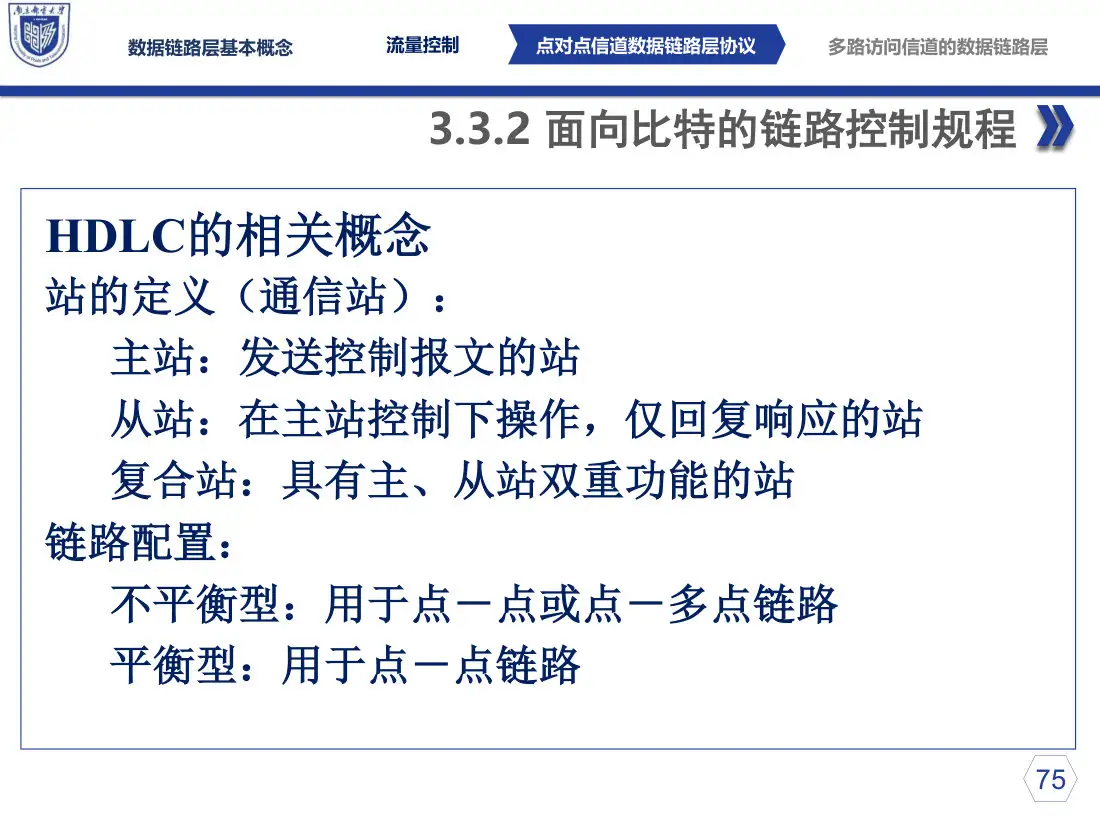 南京邮电大学
数据链路层基本概念
流量控制
点对点信道数据链路层协议
多路访问信道的数据链路层
3.3.2 面向比特的链路控制规程
HDLC的相关概念
站的定义（通信站）：
主站：发送控制报文的站
从站：在主站控制下操作，仅回复响应的站
复合站：具有主、从站双重功能的站
链路配置：
不平衡型：用于点－点或点－多点链路
平衡型：用于点－点链路
75